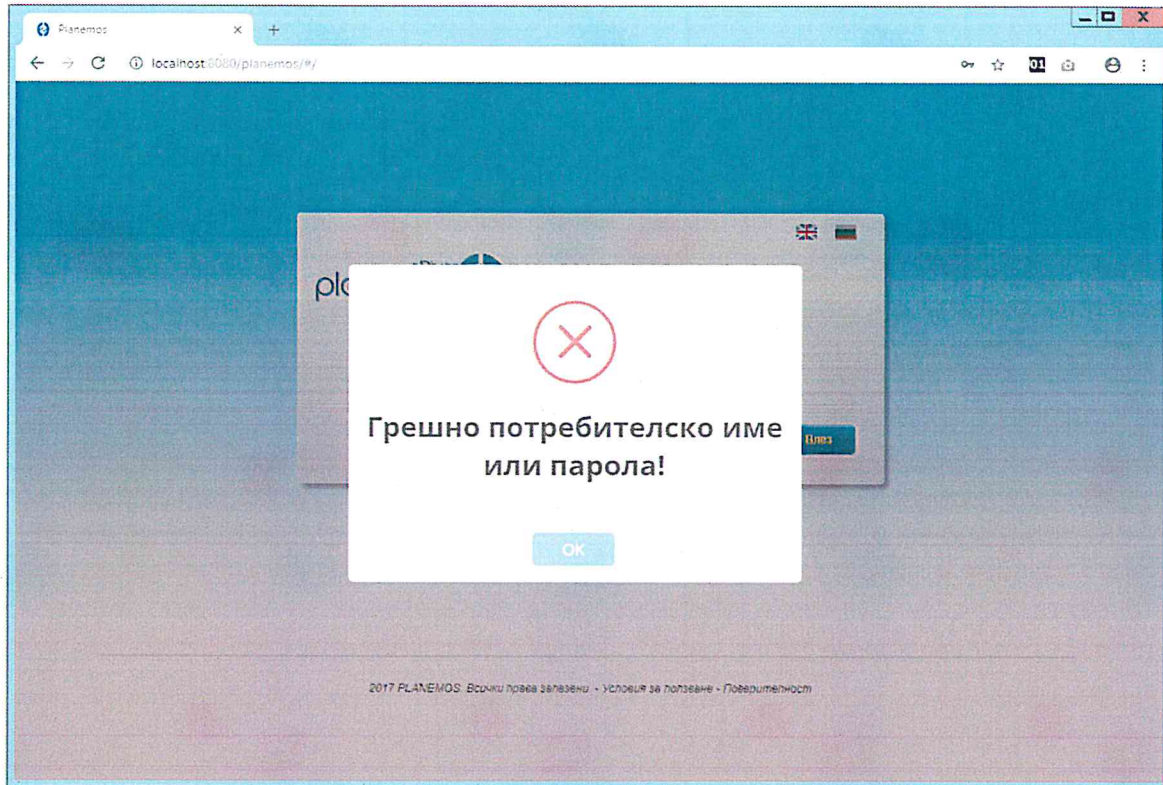 Planemos
localhost:8080/planemos/#/
01
Грешно потребителско име
или парола!
Влез
OK
2017 PLANEMOS. Всички права запазени. - Условия за ползване - Поверителност